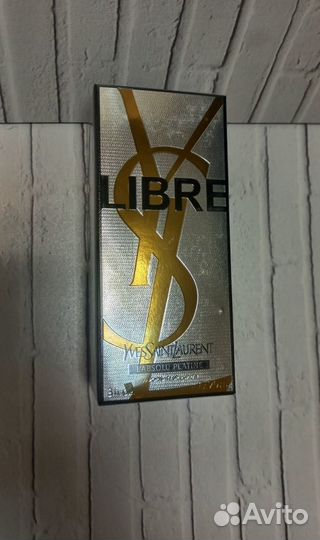 LIBRE
YSL
YVESSAINTLAURENT
L'ABSOLU PLATINE
Avito